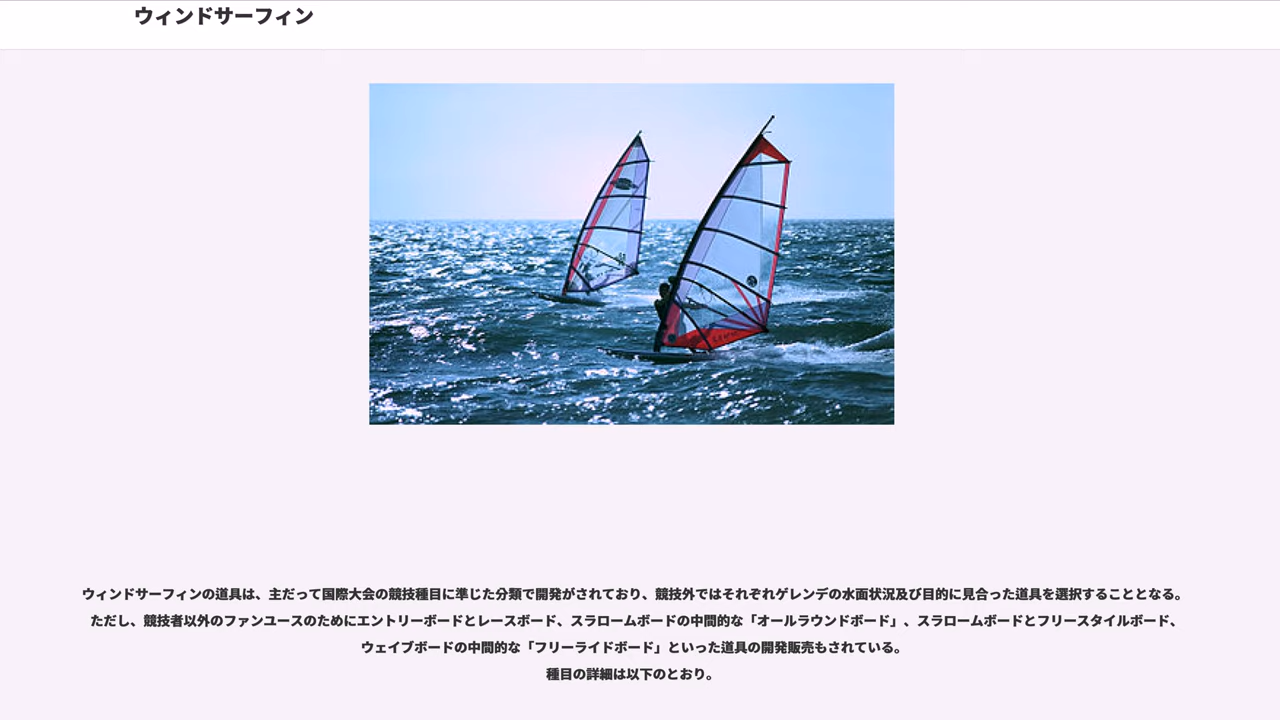 ウィンドサーフィン
ウィンドサーフィンの道具は、主だって国際大会の競技種目に準じた分類で開発がされており、競技外ではそれぞれゲレンデの水面状況及び目的に見合った道具を選択することとなる。
ただし、競技者以外のファンユースのためにエントリーボードとレースボード、スラロームボードの中間的な「オールラウンドボード」、スラロームボードとフリースタイルボード、
ウェイブボードの中間的な「フリーライドボード」といった道具の開発販売もされている。
種目の詳細は以下のとおり。